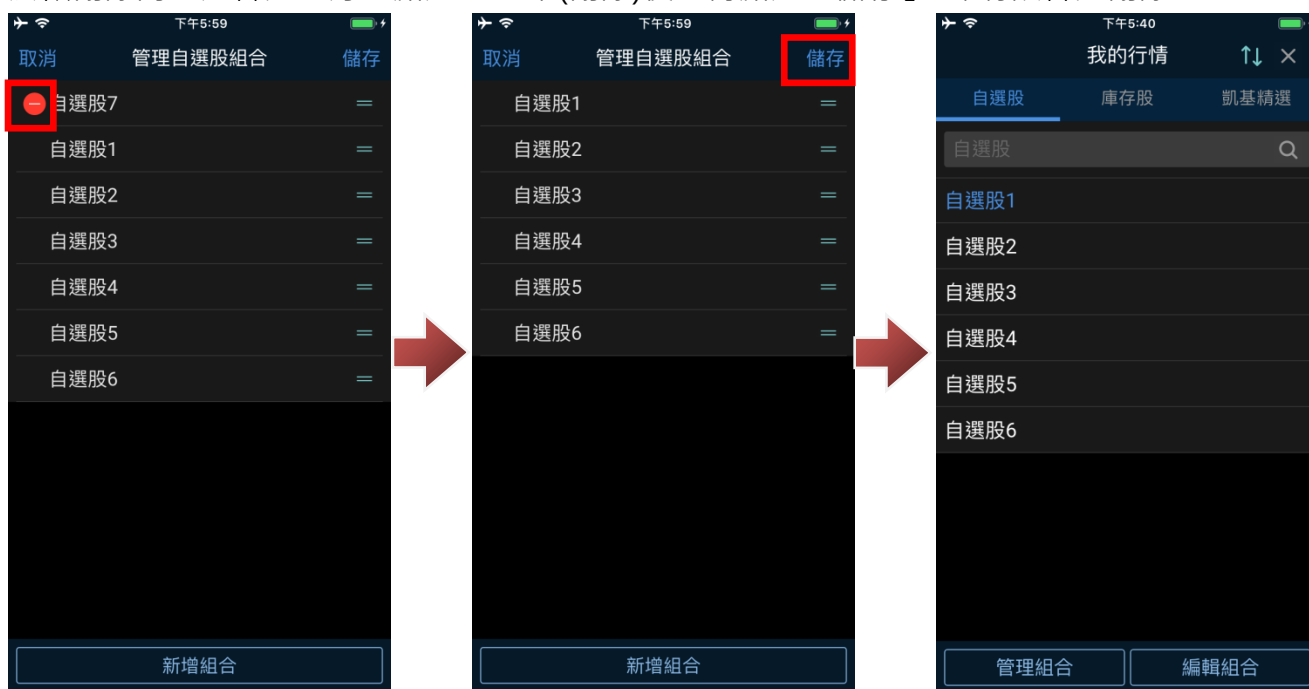 下午5:59
取消 管理自選股組合 儲存
自選股7
自選股1
自選股2
自選股3
自選股4
自選股5
自選股6
新增組合
下午5:59
取消 管理自選股組合 儲存
自選股1
自選股2
自選股3
自選股4
自選股5
自選股6
新增組合
下午5:40
我的行情
自選股 庫存股 凱基精選
自選股
自選股1
自選股2
自選股3
自選股4
自選股5
自選股6
管理組合 編輯組合